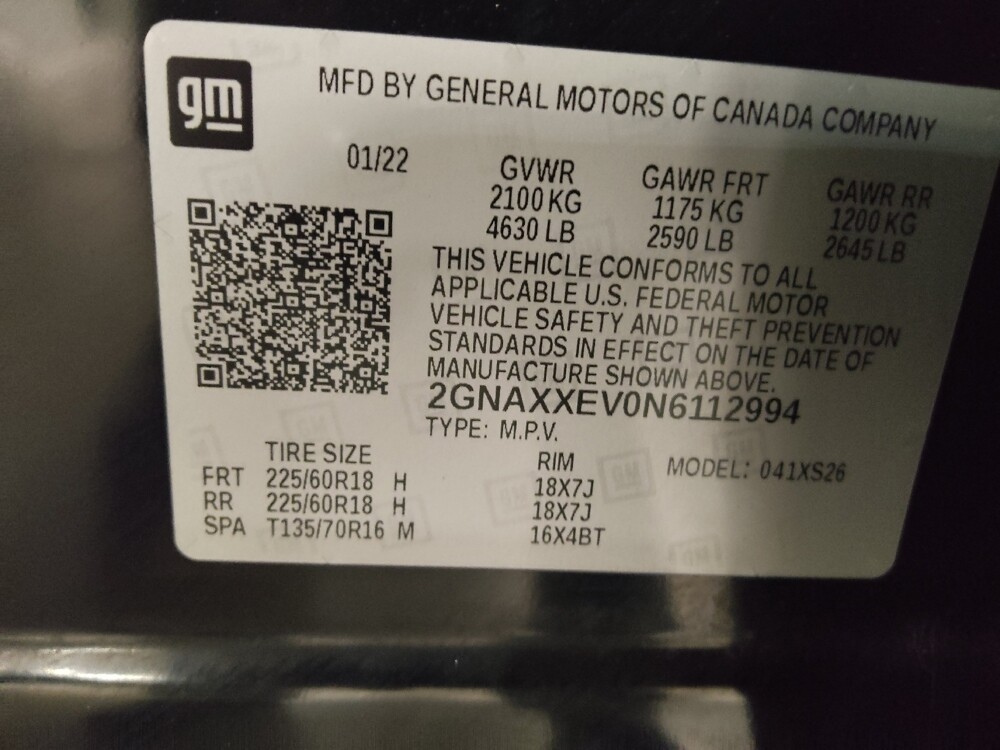 gm
MFD BY GENERAL MOTORS OF CANADA COMPANY
01/22 GVWR GAWR FRT GAWR RR
2100 KG 1175 KG 1200 KG
4630 LB 2590 LB 2645 LB
THIS VEHICLE CONFORMS TO ALL
APPLICABLE U.S. FEDERAL MOTOR
VEHICLE SAFETY AND THEFT PREVENTION
STANDARDS IN EFFECT ON THE DATE OF
MANUFACTURE SHOWN ABOVE.
2GNAXXEV0N6112994
TYPE: M.P.V.
TIRE SIZE RIM MODEL: 041XS26
FRT 225/60R18 H 18X7J
RR 225/60R18 H 18X7J
SPA T135/70R16 M 16X4BT